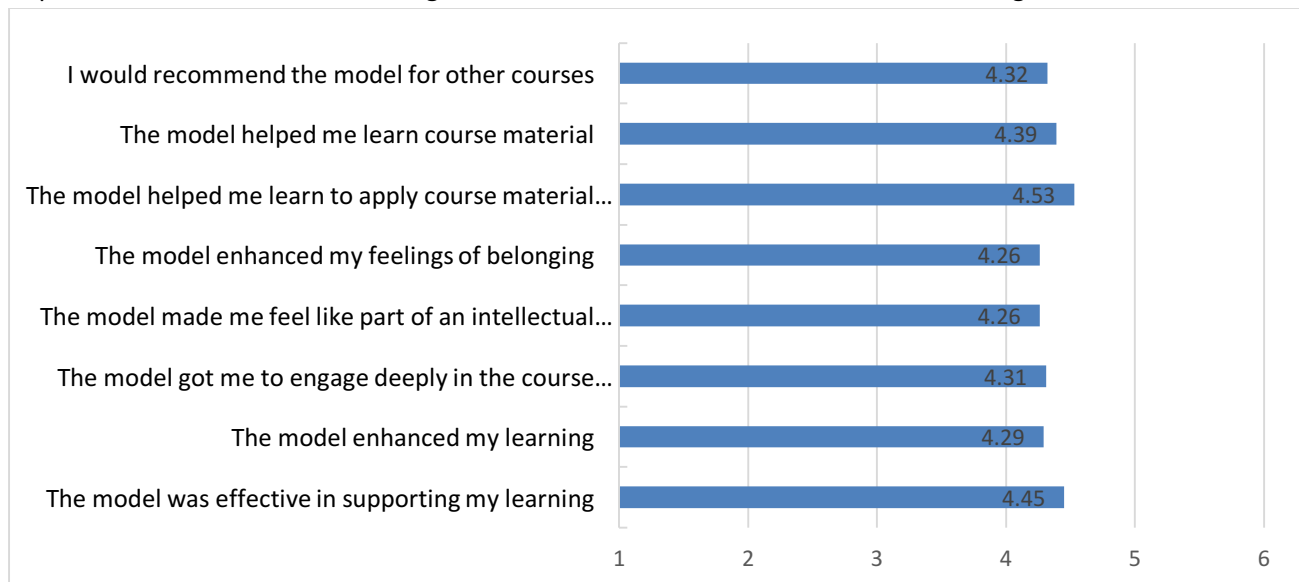 I would recommend the model for other courses
4.32
The model helped me learn course material
4.39
The model helped me learn to apply course material…
4.53
The model enhanced my feelings of belonging
4.26
The model made me feel like part of an intellectual…
4.26
The model got me to engage deeply in the course…
4.31
The model enhanced my learning
4.29
The model was effective in supporting my learning
4.45
1 2 3 4 5 6